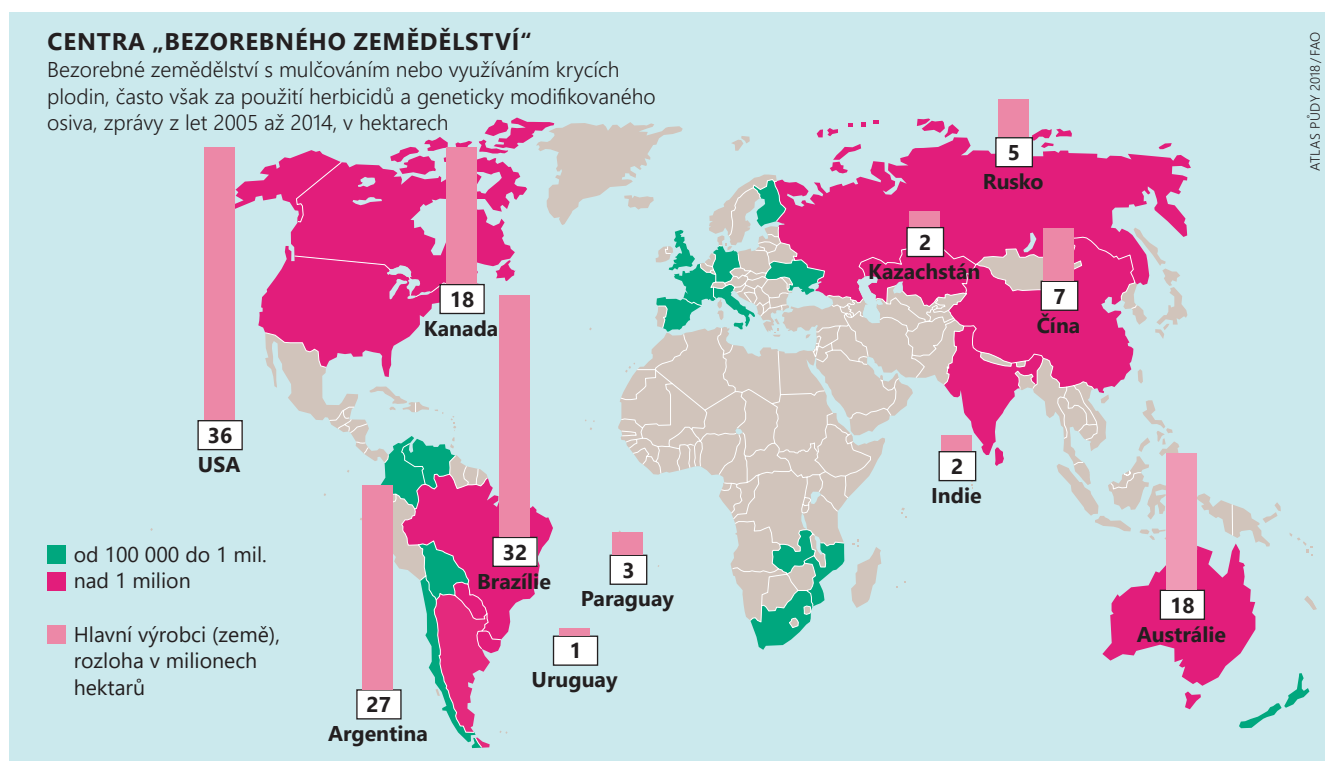 CENTRA „BEZOREBNÉHO ZEMĚDĚLSTVÍ“
Bezorebné zemědělství s mulčováním nebo využíváním krycích
plodin, často však za použití herbicidů a geneticky modifikovaného
osiva, zprávy z let 2005 až 2014, v hektarech
ATLAS PŮDY 2018/FAO
5
Rusko
2
Kazachstán
7
Čína
18
Kanada
36
USA
2
Indie
32
Brazílie
3
Paraguay
18
Austrálie
1
Uruguay
27
Argentina
od 100 000 do 1 mil.
nad 1 milion
Hlavní výrobci (země),
rozloha v milionech
hektarů